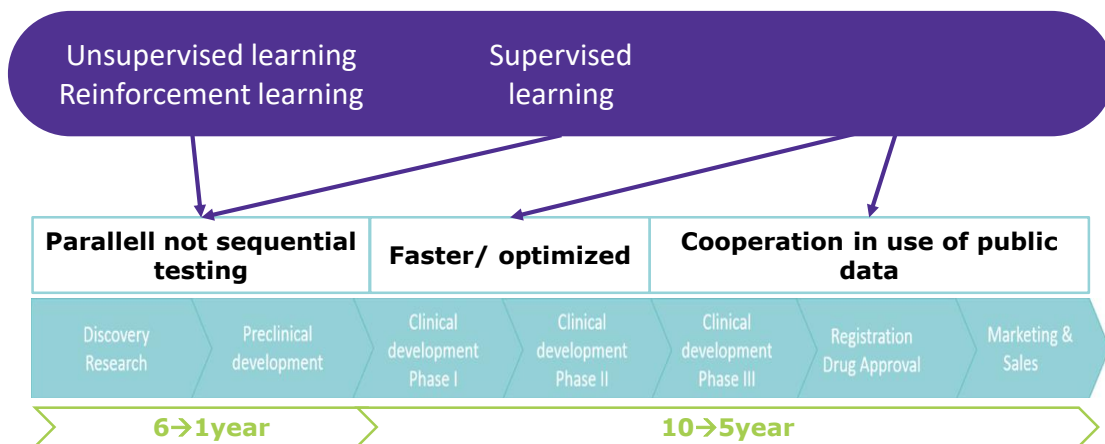 Unsupervised learning
Reinforcement learning
Supervised
learning
Parallell not sequential
testing
Faster/ optimized
Cooperation in use of public
data
Discovery
Research
Preclinical
development
Clinical
development
Phase I
Clinical
development
Phase II
Clinical
development
Phase III
Registration
Drug Approval
Marketing &
Sales
6→1year
10→5year